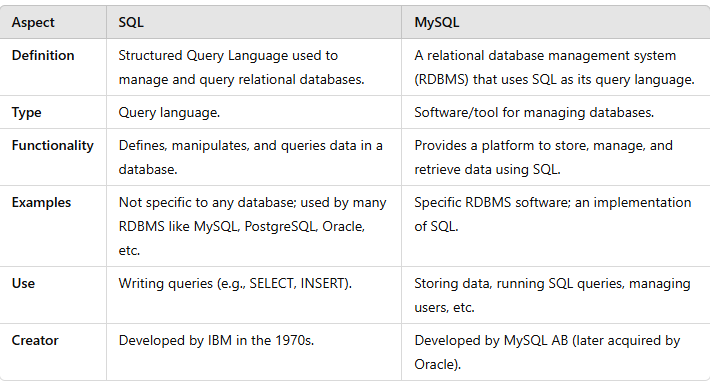 Aspect SQL MySQL
Definition Structured Query Language used to A relational database management system
manage and query relational databases. (RDBMS) that uses SQL as its query language.
Type Query language. Software/tool for managing databases.
Functionality Defines, manipulates, and queries data in a Provides a platform to store, manage, and
database. retrieve data using SQL.
Examples Not specific to any database; used by many Specific RDBMS software; an implementation
RDBMS like MySQL, PostgreSQL, Oracle, of SQL.
etc.
Use Writing queries (e.g., SELECT, INSERT). Storing data, running SQL queries, managing
users, etc.
Creator Developed by IBM in the 1970s. Developed by MySQL AB (later acquired by
Oracle).